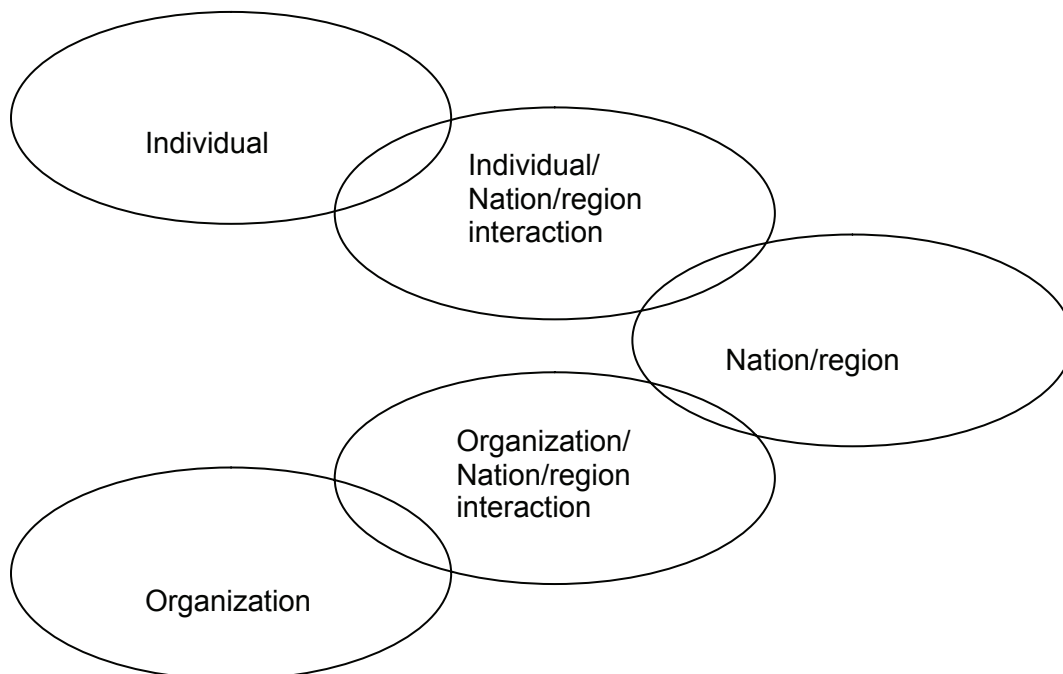 Individual
Individual/
Nation/region
interaction
Nation/region
Organization/
Nation/region
interaction
Organization